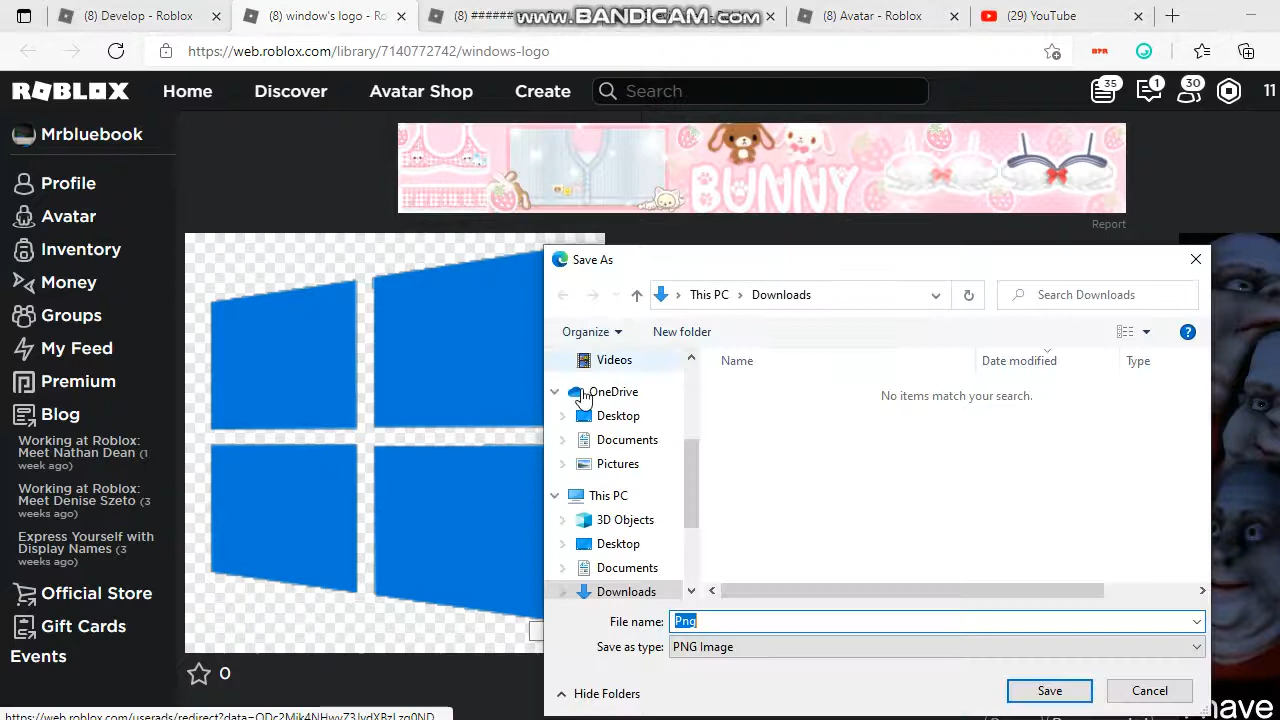 (8) Develop - Roblox
(8) window's logo - Ro
(8) ######
www.BANDICAM.com
(8) Avatar - Roblox
(29) YouTube
https://web.roblox.com/library/7140772742/windows-logo
ROBLOX
Home
Discover
Avatar Shop
Create
Search
35
1
30
11
Mrbluebook
BUNNY
Report
Profile
Avatar
Inventory
Money
Groups
My Feed
Premium
Blog
Working at Roblox:
Meet Nathan Dean (1
week ago)
Working at Roblox:
Meet Denise Szeto (3
weeks ago)
Express Yourself with
Display Names (3
weeks ago)
Official Store
Gift Cards
Events
0
Save As
This PC
Downloads
Search Downloads
Organize
New folder
Name
Date modified
Type
No items match your search.
Videos
OneDrive
Desktop
Documents
Pictures
This PC
3D Objects
Desktop
Documents
Downloads
File name:
Png
Save as type:
PNG Image
Hide Folders
Save
Cancel
have